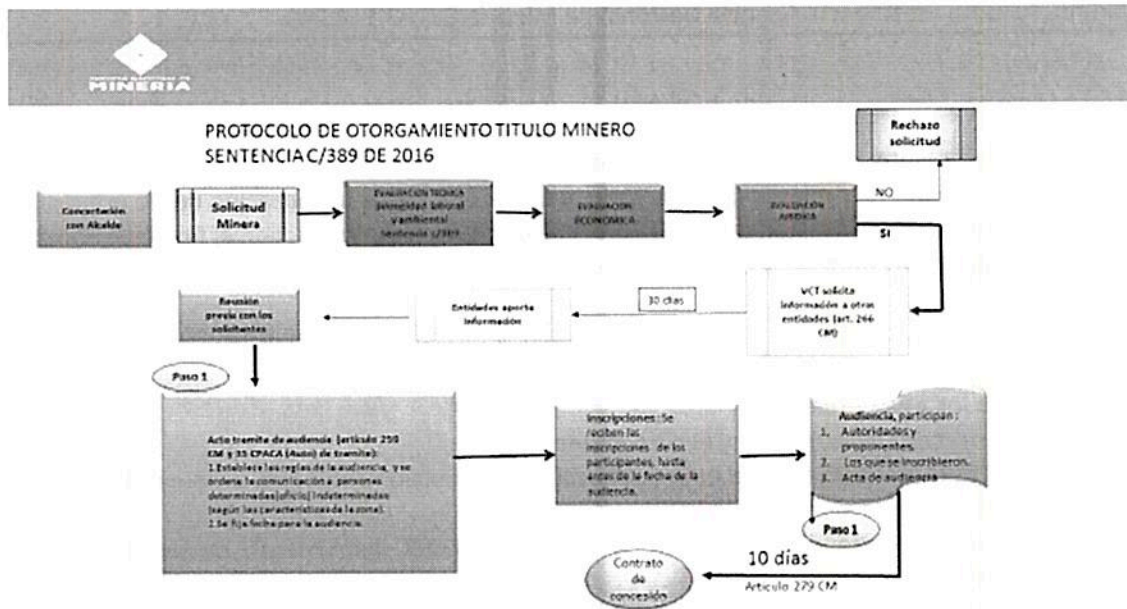 MINERÍA
PROTOCOLO DE OTORGAMIENTO TITULO MINERO
SENTENCIA C/389 DE 2016
Rechazo
solicitud
Concertación
con Alcalde
Solicitud
Minera
EVALUACIÓN TECNICA
Idoneidad laboral
y ambiental
Sentencia c/389
EVALUACION
ECONOMICA
EVALUACIÓN
JURIDICA
NO
SI
Reunión
previa con los
solicitantes
Entidades aporta
información
30 dias
VCT solicita
información a otras
entidades (art. 266
CM)
Paso 1
Acto tramite de audiencia (artículo 259
CM y 35 CPACA (Auto) de tramite):
1.Establece las reglas de la audiencia, y se
ordena la comunicación a personas
determinadas(oficio) Indeterminadas
(según las características de la zona).
2.Se fija fecha para la audiencia.
Inscripciones: Se
reciben las
inscripciones de los
participantes, hasta
antes de la fecha de la
audiencia.
Audiencia, participan :
1. Autoridades y
proponentes.
2. Los que se inscribieron.
3. Acta de audiencia
Paso 1
10 días
Articulo 279 CM
Contrato
de
concesión